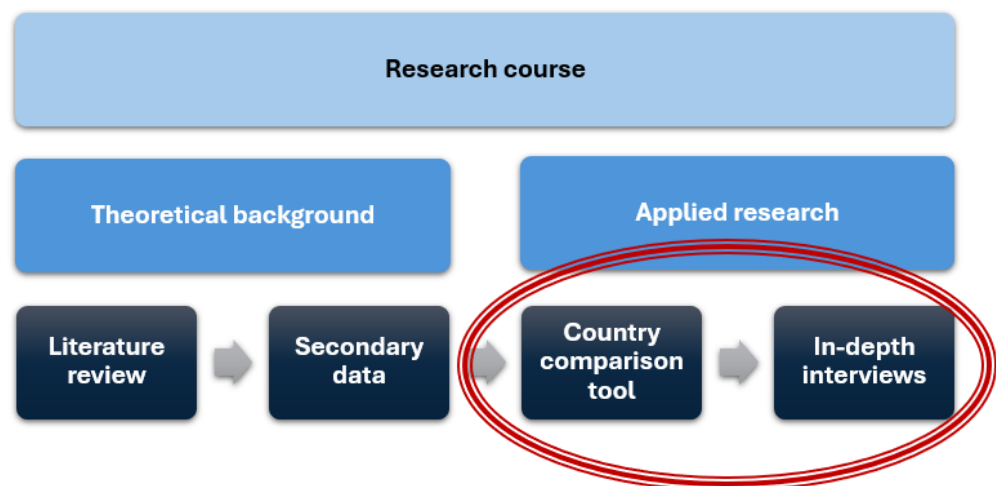 Research course
Theoretical background
Applied research
Literature
review
Secondary
data
Country
comparison
tool
In-depth
interviews